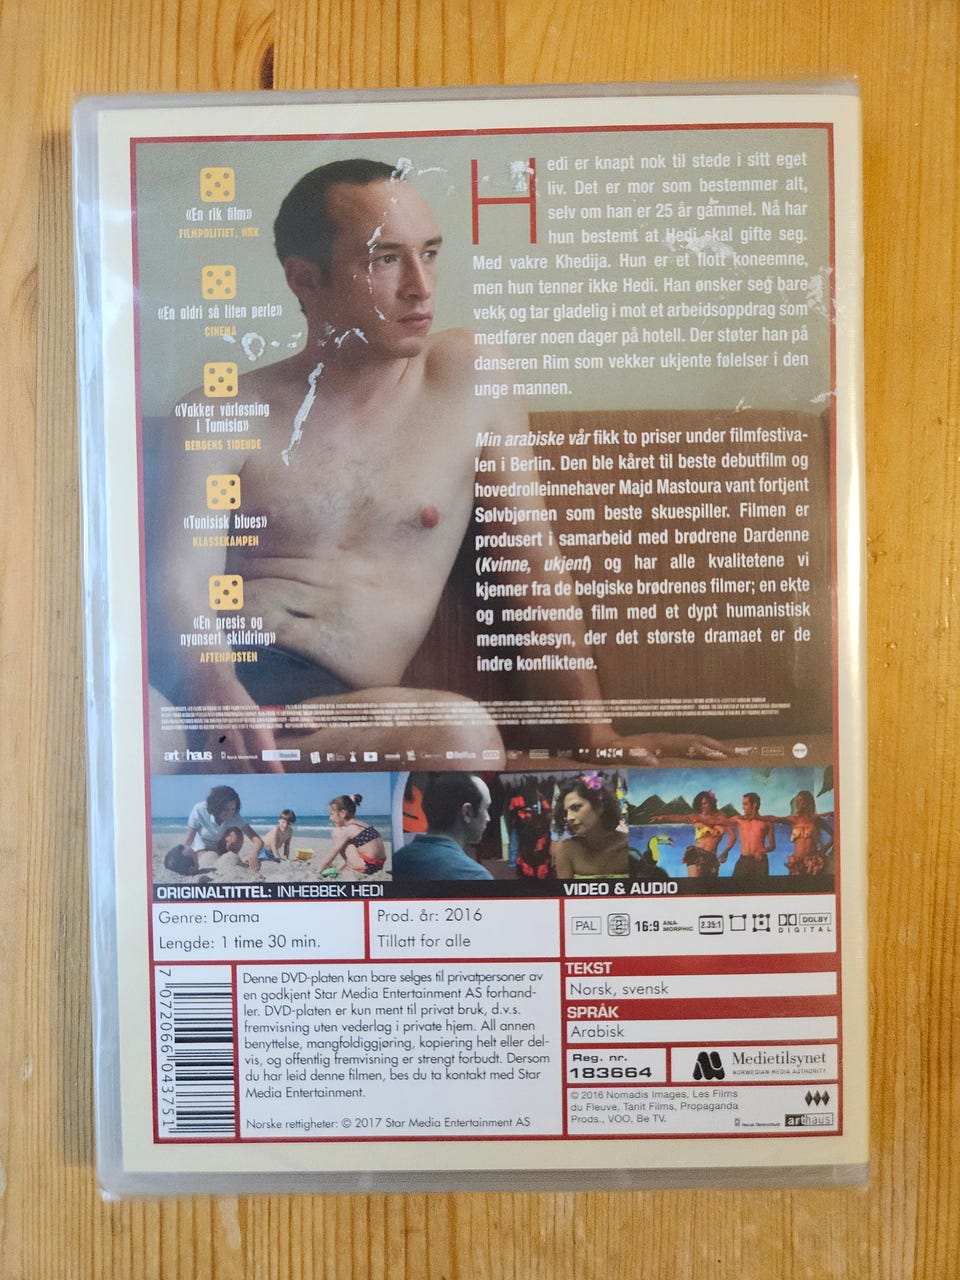 «En rik film»
FILMPOLITIET, NRK
«En aldri så liten perle»
CINEMA
«Vakker vårløsning
i Tunisia»
BERGENS TIDENDE
«Tunisisk blues»
KLASSEKAMPEN
«En presis og
nyansert skildring»
AFTENPOSTEN
Hedi er knapt nok til stede i sitt eget
liv. Det er mor som bestemmer alt,
selv om han er 25 år gammel. Nå har
hun bestemt at Hedi skal gifte seg.
Med vakre Khedija. Hun er et flott koneemne,
men hun tenner ikke Hedi. Han ønsker seg bare
vekk og tar gladelig i mot et arbeidsoppdrag som
medfører noen dager på hotell. Der støter han på
danseren Rim som vekker ukjente følelser i den
unge mannen.
Min arabiske vår fikk to priser under filmfestiva-
len i Berlin. Den ble kåret til beste debutfilm og
hovedrolleinnehaver Majd Mastoura vant fortjent
Sølvbjørnen som beste skuespiller. Filmen er
produsert i samarbeid med brødrene Dardenne
(Kvinne, ukjent) og har alle kvalitetene vi
kjenner fra de belgiske brødrenes filmer; en ekte
og medrivende film med et dypt humanistisk
menneskesyn, der det største dramaet er de
indre konfliktene.
art haus
CNC
ORIGINALTITTEL: INHEBBEK HEDI
Genre: Drama
Lengde: 1 time 30 min.
Prod. år: 2016
Tillatt for alle
VIDEO & AUDIO
PAL 16:9 ANA-MORPHIC 2.35:1 DOLBY DIGITAL
TEKST
Norsk, svensk
SPRÅK
Arabisk
7 072066 043751
Denne DVD-platen kan bare selges til privatpersoner av
en godkjent Star Media Entertainment AS forhand-
ler. DVD-platen er kun ment til privat bruk, d.v.s.
fremvisning uten vederlag i private hjem. All annen
benyttelse, mangfoldiggjøring, kopiering helt eller del-
vis, og offentlig fremvisning er strengt forbudt. Dersom
du har leid denne filmen, bes du ta kontakt med Star
Media Entertainment.
Norske rettigheter: © 2017 Star Media Entertainment AS
Reg. nr.
183664
Medietilsynet
NORWEGIAN MEDIA AUTHORITY
© 2016 Nomadis Images, Les Films
du Fleuve, Tanit Films, Propaganda
Prods., VOO, Be TV.
arthaus